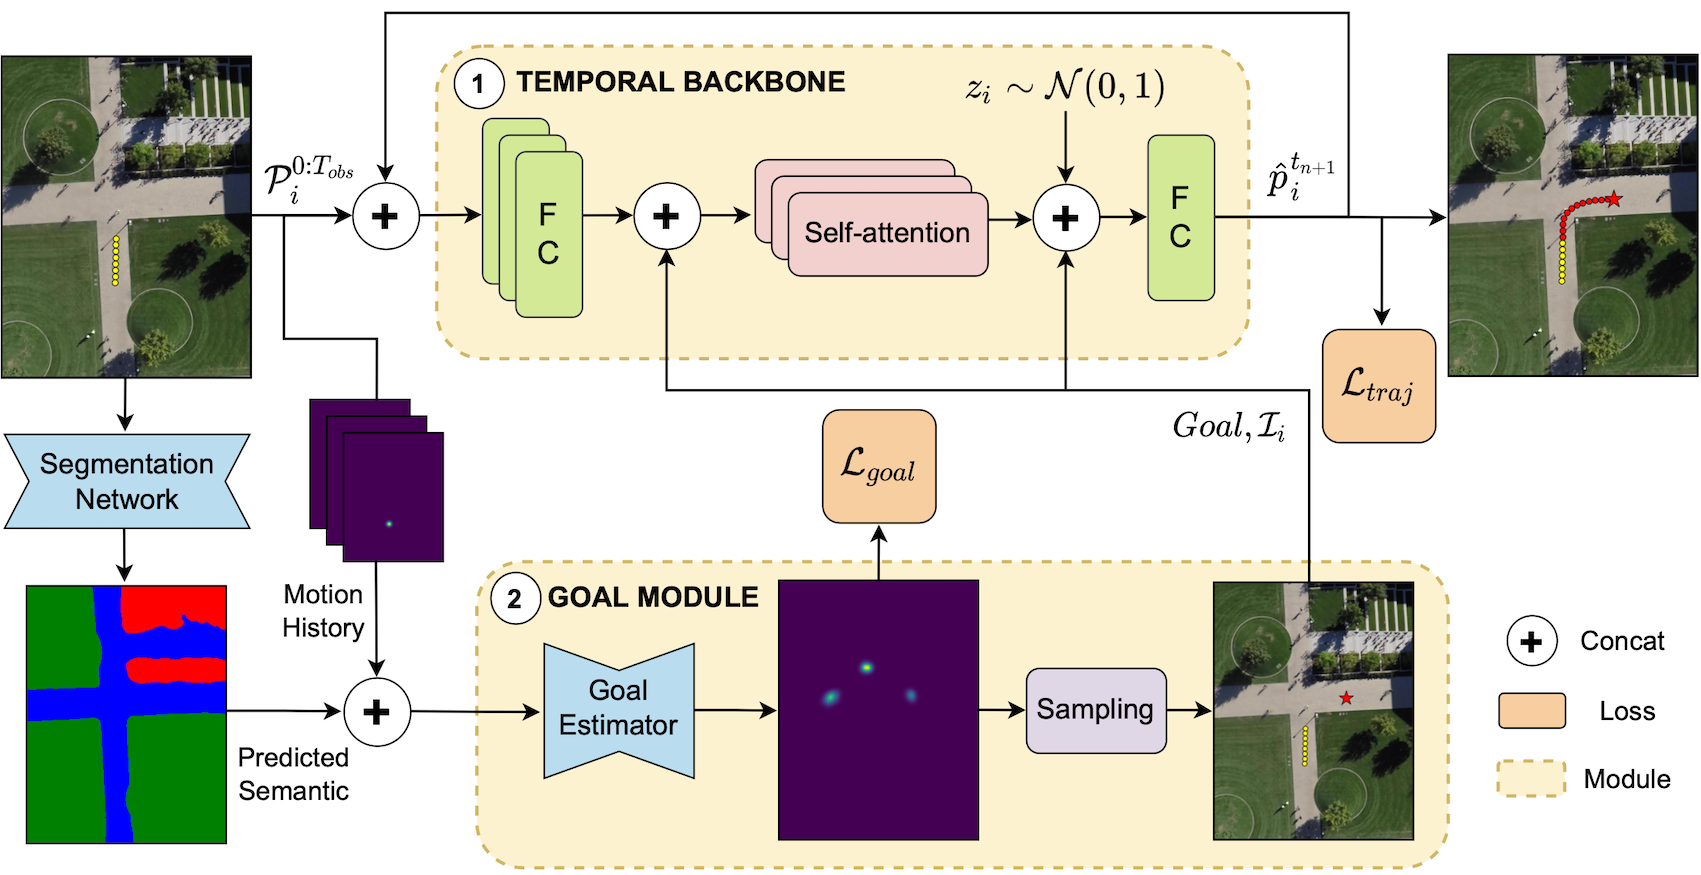 1 TEMPORAL BACKBONE
$z_i \sim \mathcal{N}(0, 1)$
$\mathcal{P}_i^{0:T_{obs}}$
F
C
Self-attention
F
C
$\hat{p}_i^{t_{n+1}}$
$\mathcal{L}_{traj}$
$Goal, \mathcal{I}_i$
$\mathcal{L}_{goal}$
Segmentation
Network
Motion
History
2 GOAL MODULE
Goal
Estimator
Sampling
Predicted
Semantic
Concat
Loss
Module